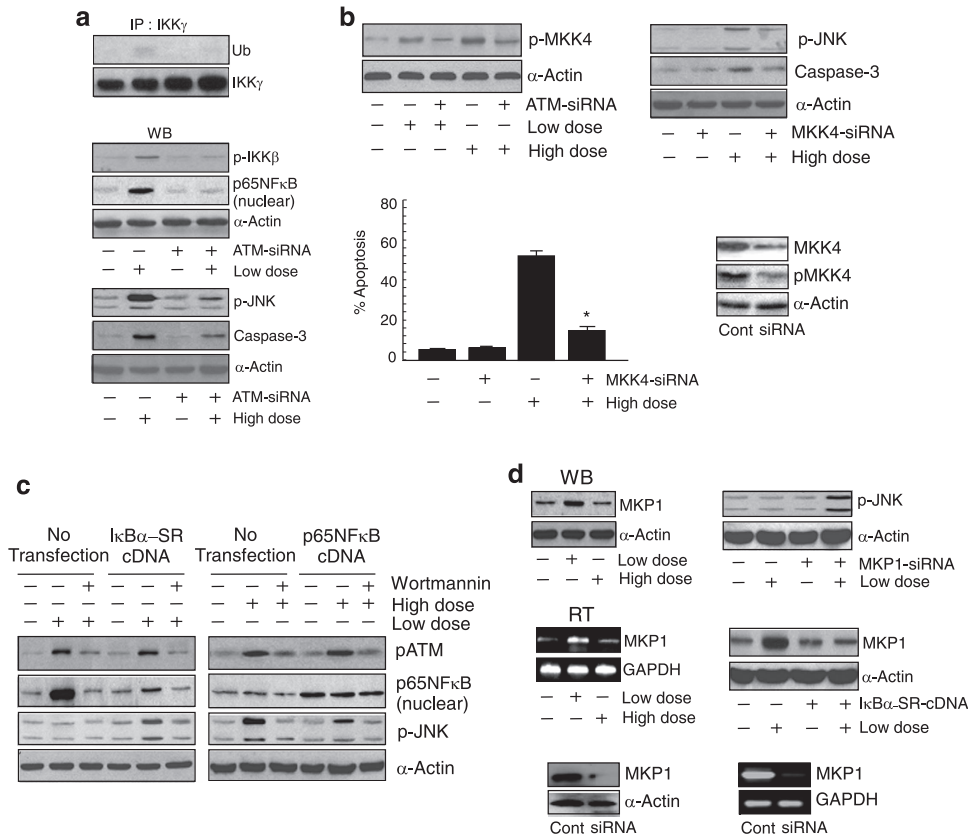 a
IP : IKKγ
Ub
IKKγ
WB
p-IKKβ
p65NFκB
(nuclear)
α-Actin
– – + + ATM-siRNA
– + – + Low dose
p-JNK
Caspase-3
α-Actin
– – + + ATM-siRNA
– + – + High dose
b
p-MKK4
α-Actin
– – + – + ATM-siRNA
– + + – – Low dose
– – – + + High dose
p-JNK
Caspase-3
α-Actin
– + – + MKK4-siRNA
– – + + High dose
% Apoptosis
80
60
40
20
0
*
– + – + MKK4-siRNA
– – + + High dose
MKK4
pMKK4
α-Actin
Cont siRNA
c
No Transfection
IκBα–SR cDNA
No Transfection
p65NFκB cDNA
– – + – – + – – + – – + Wortmannin
– – – – – – – + + – + + High dose
– + + – + + – – – – – – Low dose
pATM
p65NFκB
(nuclear)
p-JNK
α-Actin
d
WB
MKP1
α-Actin
– + – Low dose
– – + High dose
p-JNK
α-Actin
– – + + MKP1-siRNA
– + – + Low dose
RT
MKP1
GAPDH
– + – Low dose
– – + High dose
MKP1
α-Actin
– – + + IκBα-SR-cDNA
– + – + Low dose
MKP1
α-Actin
Cont siRNA
MKP1
GAPDH
Cont siRNA